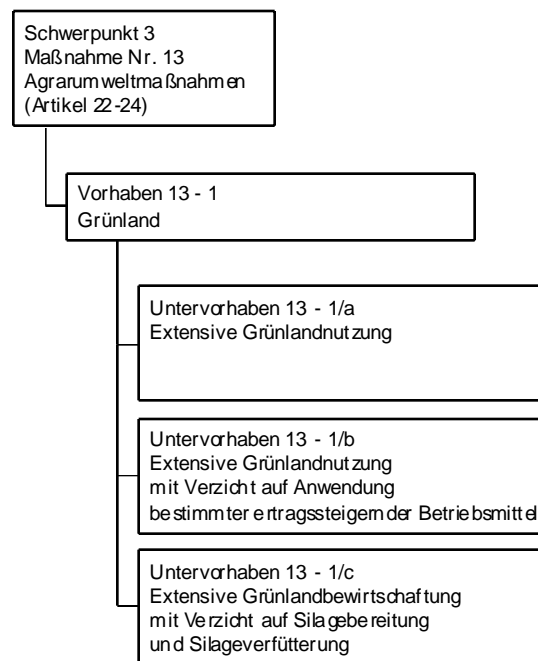 Schwerpunkt 3
Maßnahme Nr. 13
Agrarumweltmaßnahmen
(Artikel 22-24)
Vorhaben 13 - 1
Grünland
Untervorhaben 13 - 1/a
Extensive Grünlandnutzung
Untervorhaben 13 - 1/b
Extensive Grünlandnutzung
mit Verzicht auf Anwendung
bestimmter ertragssteigernder Betriebsmittel
Untervorhaben 13 - 1/c
Extensive Grünlandbewirtschaftung
mit Verzicht auf Silagebereitung
und Silageverfütterung